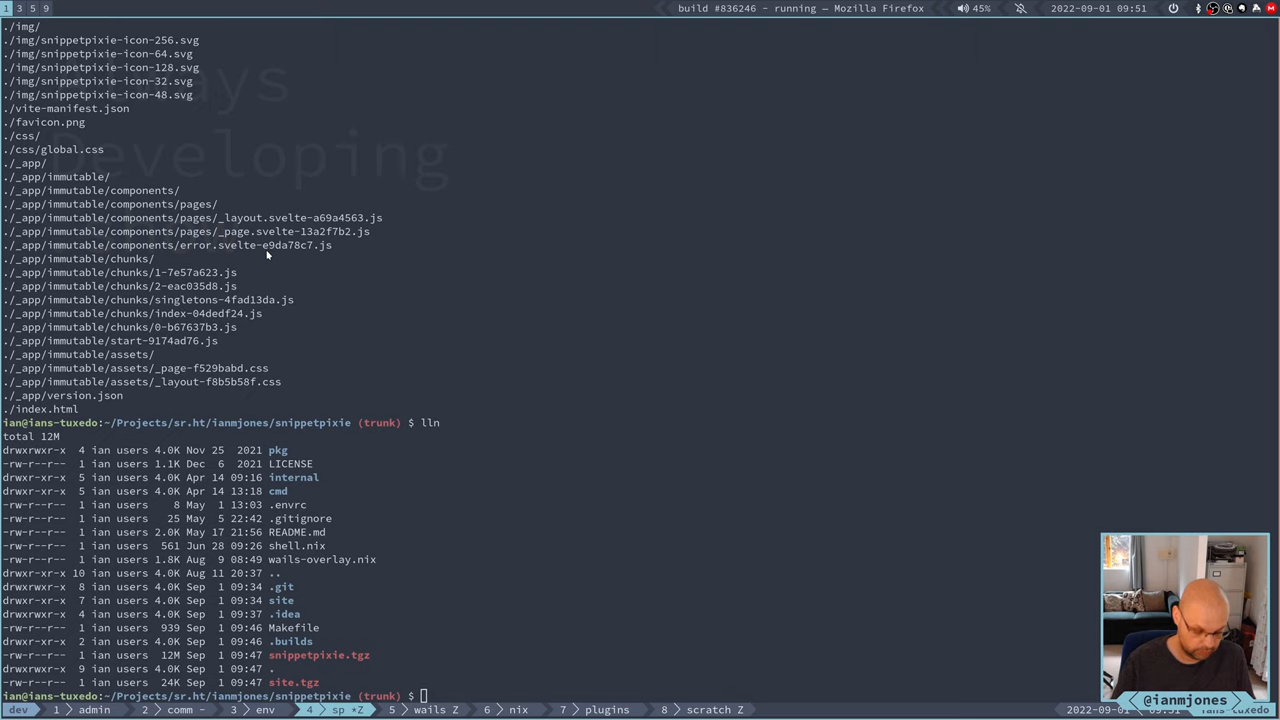 1 3 5 9
build #836246 - running — Mozilla Firefox
45%
2022-09-01 09:51
./img/
./img/snippetpixie-icon-256.svg
./img/snippetpixie-icon-64.svg
./img/snippetpixie-icon-128.svg
./img/snippetpixie-icon-32.svg
./img/snippetpixie-icon-48.svg
./vite-manifest.json
./favicon.png
./css/
./css/global.css
./_app/
./_app/immutable/
./_app/immutable/components/
./_app/immutable/components/pages/
./_app/immutable/components/pages/_layout.svelte-a69a4563.js
./_app/immutable/components/pages/_page.svelte-13a2f7b2.js
./_app/immutable/components/error.svelte-e9da78c7.js
./_app/immutable/chunks/
./_app/immutable/chunks/1-7e57a623.js
./_app/immutable/chunks/2-eac035d8.js
./_app/immutable/chunks/singletons-4fad13da.js
./_app/immutable/chunks/index-04dedf24.js
./_app/immutable/chunks/0-b67637b3.js
./_app/immutable/start-9174ad76.js
./_app/immutable/assets/
./_app/immutable/assets/_page-f529babd.css
./_app/immutable/assets/_layout-f8b5b58f.css
./_app/version.json
./index.html
ian@ians-tuxedo:~/Projects/sr.ht/ianmjones/snippetpixie (trunk) $ lln
total 12M
drwxrwxr-x 4 ian users 4.0K Nov 25 2021 pkg
-rw-r--r-- 1 ian users 1.1K Dec 6 2021 LICENSE
drwxrwxr-x 5 ian users 4.0K Apr 14 09:16 internal
drwxrwxr-x 5 ian users 4.0K Apr 14 13:18 cmd
-rw-r--r-- 1 ian users 8 May 1 13:03 .envrc
-rw-r--r-- 1 ian users 25 May 5 22:42 .gitignore
-rw-r--r-- 1 ian users 2.0K May 17 21:56 README.md
-rw-r--r-- 1 ian users 561 Jun 28 09:26 shell.nix
-rw-r--r-- 1 ian users 1.8K Aug 9 08:49 wails-overlay.nix
drwxrwxr-x 10 ian users 4.0K Aug 11 20:37 ..
drwxrwxr-x 8 ian users 4.0K Sep 1 09:34 .git
drwxrwxr-x 7 ian users 4.0K Sep 1 09:34 site
drwxrwxr-x 4 ian users 4.0K Sep 1 09:37 .idea
-rw-r--r-- 1 ian users 939 Sep 1 09:46 Makefile
drwxrwxr-x 2 ian users 4.0K Sep 1 09:46 .builds
-rw-r--r-- 1 ian users 12M Sep 1 09:47 snippetpixie.tgz
drwxrwxr-x 9 ian users 4.0K Sep 1 09:47 .
-rw-r--r-- 1 ian users 24K Sep 1 09:47 site.tgz
ian@ians-tuxedo:~/Projects/sr.ht/ianmjones/snippetpixie (trunk) $
Developing
@ianmjones
dev 1 admin 2 comm - 3 env 4 sp *Z 5 wails Z 6 nix 7 plugins 8 scratch Z 2022-09-01